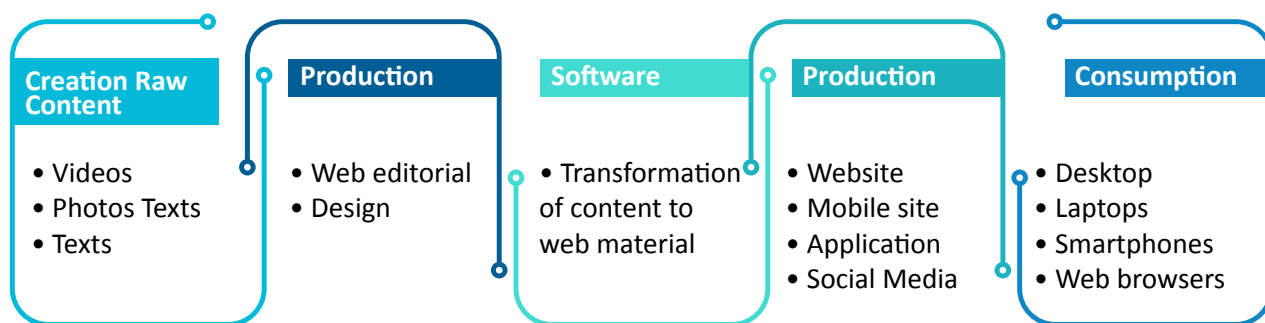 Creation Raw
Content
• Videos
• Photos Texts
• Texts
Production
• Web editorial
• Design
Software
• Transformation
of content to
web material
Production
• Website
• Mobile site
• Application
• Social Media
Consumption
• Desktop
• Laptops
• Smartphones
• Web browsers